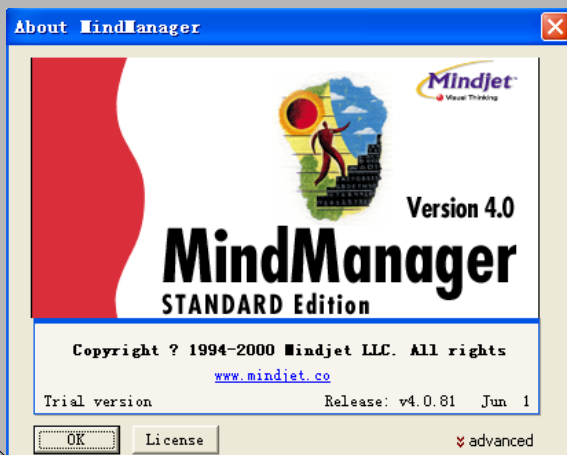 About MindManager
Mindjet™
Visual Thinking
Version 4.0
MindManager
STANDARD Edition
Copyright ? 1994-2000 Mindjet LLC. All rights
www.mindjet.co
Trial version Release: v4.0.81 Jun 1
OK License advanced